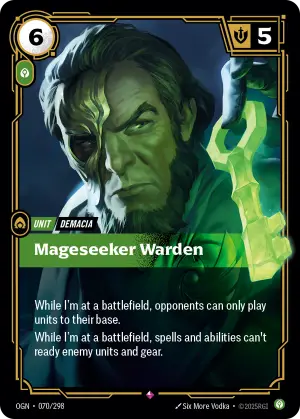 6
5
UNIT
DEMACIA
Mageseeker Warden
While I'm at a battlefield, opponents can only play
units to their base.
While I'm at a battlefield, spells and abilities can't
ready enemy units and gear.
OGN • 070/298
Six More Vodka • ©2025RGI